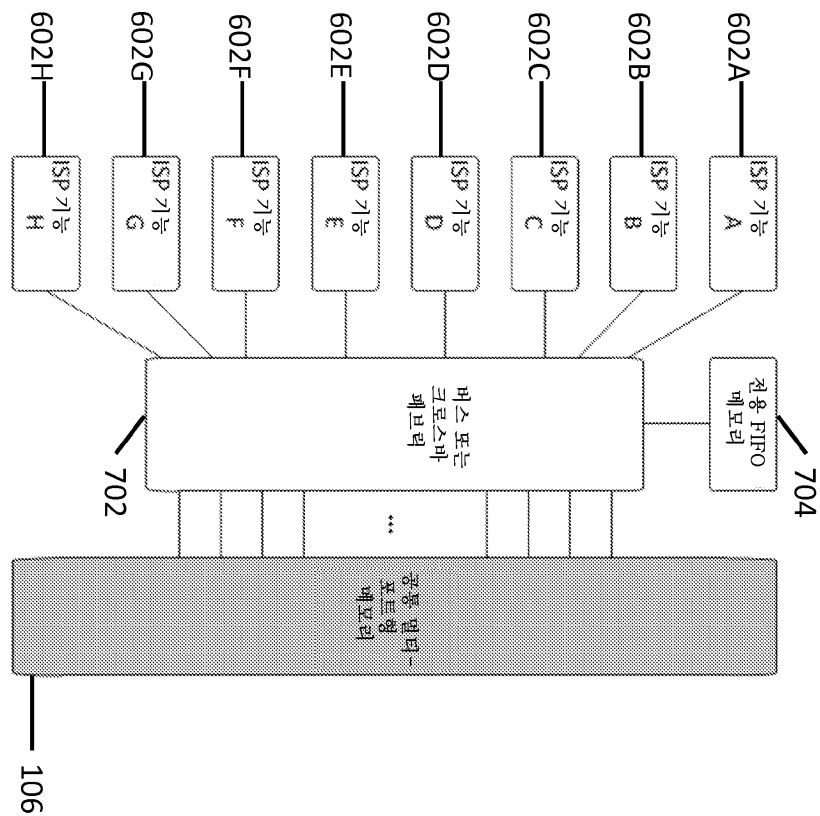 704
602A
ISP 기능
A
전용 FIFO
메모리
602B
ISP 기능
B
602C
ISP 기능
C
602D
ISP 기능
D
버스 또는
크로스바
패브릭
...
공통 멀티-
포트형
메모리
602E
ISP 기능
E
602F
ISP 기능
F
602G
ISP 기능
G
702
602H
ISP 기능
H
106